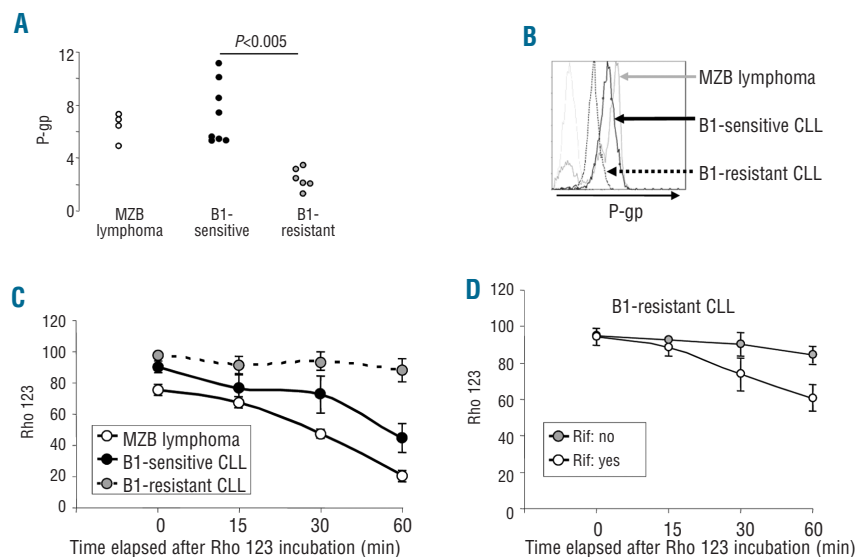 A
P<0.005
12
8
4
0
P-gp
MZB
lymphoma
B1-
sensitive
B1-
resistant
B
MZB lymphoma
B1-sensitive CLL
B1-resistant CLL
P-gp
C
120
100
80
60
40
20
0
Rho 123
MZB lymphoma
B1-sensitive CLL
B1-resistant CLL
0 15 30 60
Time elapsed after Rho 123 incubation (min)
D
B1-resistant CLL
120
100
80
60
40
20
0
Rho 123
Rif: no
Rif: yes
0 15 30 60
Time elapsed after Rho 123 incubation (min)